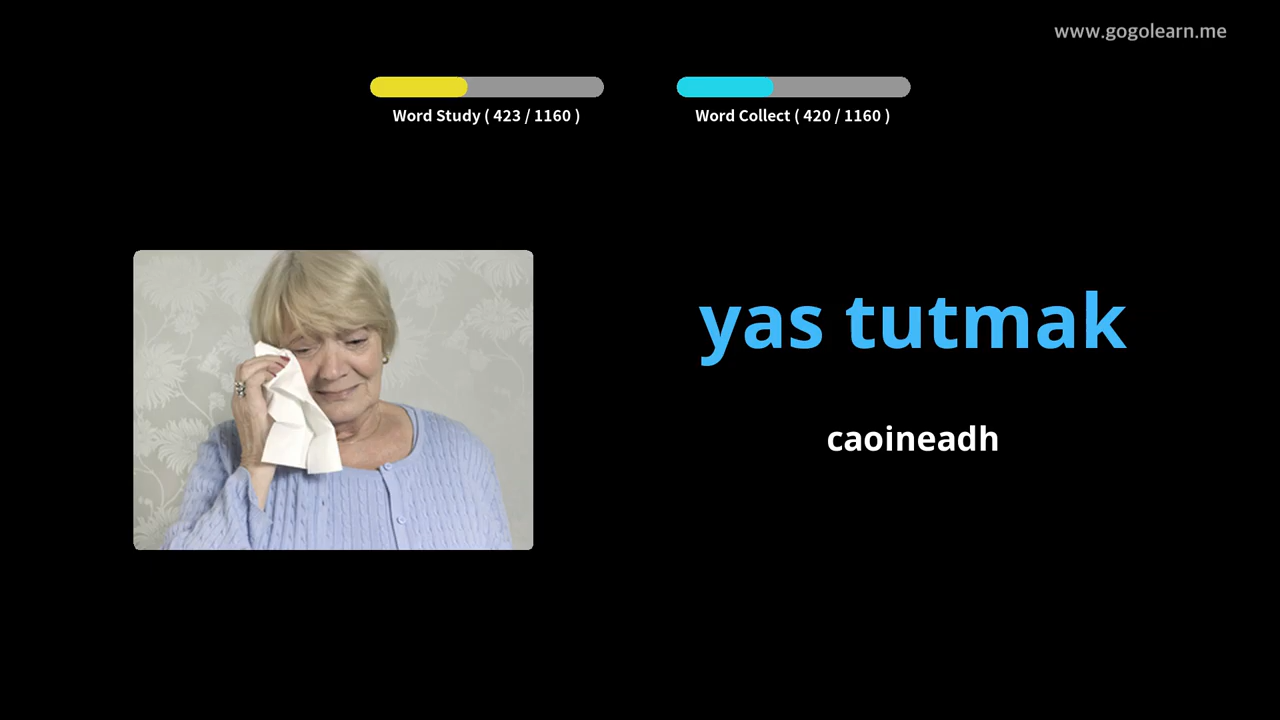 www.gogolearn.me
Word Study ( 423 / 1160 )
Word Collect ( 420 / 1160 )
yas tutmak
caoineadh